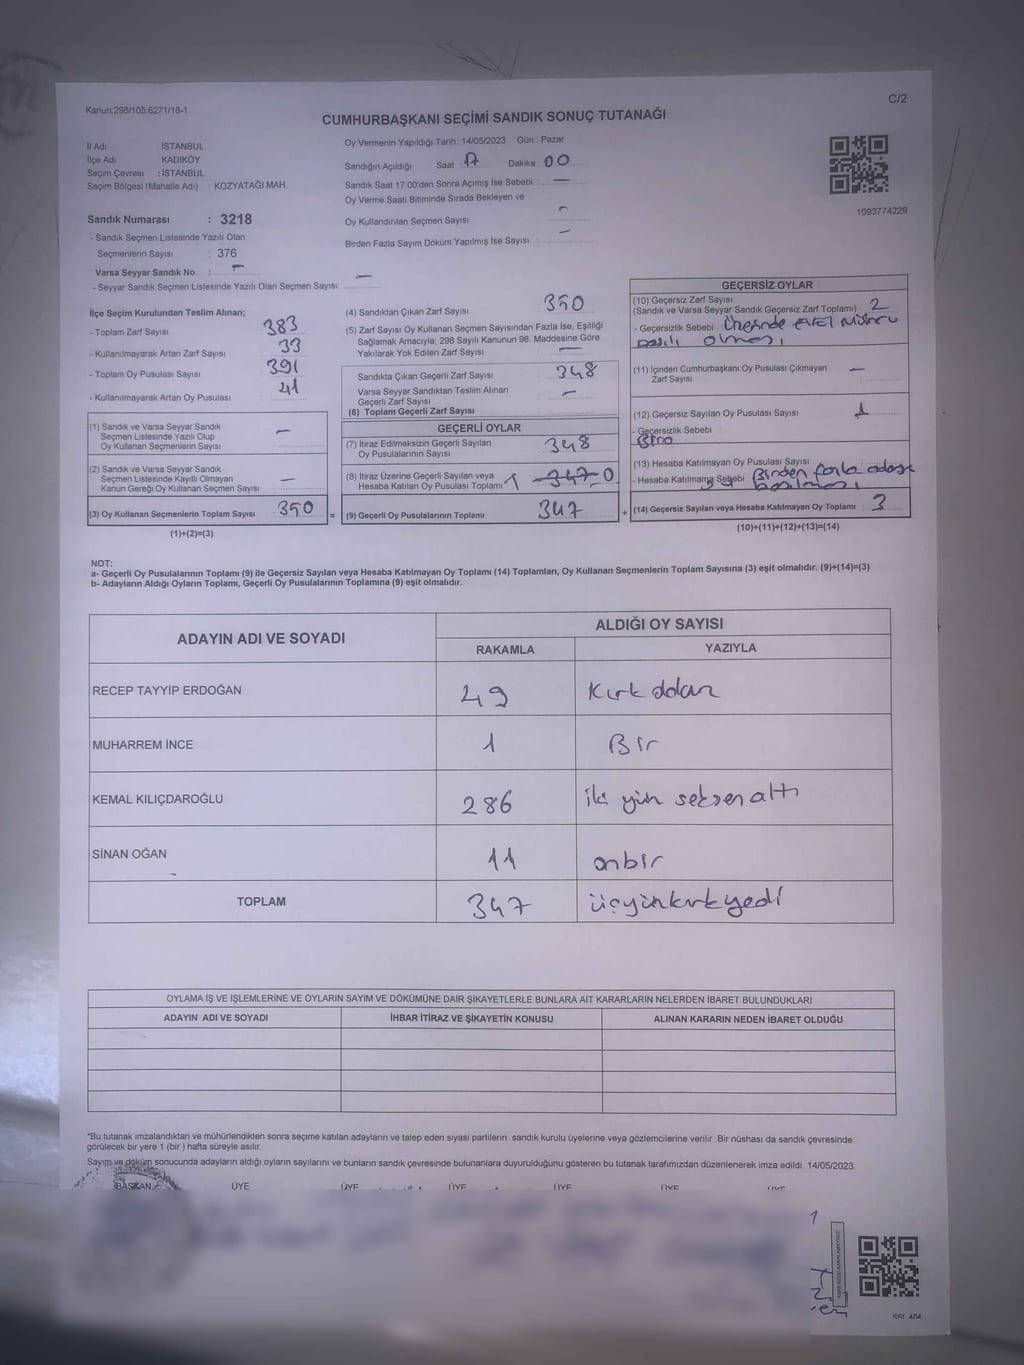 Kanun;298/105;6271/18-1
C/2
CUMHURBAŞKANI SEÇİMİ SANDIK SONUÇ TUTANAĞI
İl Adı : İSTANBUL
İlçe Adı : KADIKÖY
Seçim Çevresi : İSTANBUL
Seçim Bölgesi (Mahalle Adı) : KOZYATAĞI MAH.
Oy Vermenin Yapıldığı Tarih : 14/05/2023 Gün : Pazar
Sandığın Açıldığı Saat 17 Dakika 00
Sandık Saat 17.00'den Sonra Açımış İse Sebebi —
Oy Verme Saati Bitiminde Sırada Bekleyen ve
Oy Kullandırılan Seçmen Sayısı –
Birden Fazla Sayım Döküm Yapılmış İse Sayısı –
1093774229
Sandık Numarası : 3218
- Sandık Seçmen Listesinde Yazılı Olan
Seçmenlerin Sayısı : 376
Varsa Seyyar Sandık No : –
- Seyyar Sandık Seçmen Listesinde Yazılı Olan Seçmen Sayısı: —
İlçe Seçim Kurulundan Teslim Alınan;
- Toplam Zarf Sayısı 383
- Kullanılmayarak Artan Zarf Sayısı 33
- Toplam Oy Pusulası Sayısı 391
- Kullanılmayarak Artan Oy Pusulası 41
(1) Sandık ve Varsa Seyyar Sandık
Seçmen Listesinde Yazılı Olup
Oy Kullanan Seçmenlerin Sayısı —
(2) Sandık ve Varsa Seyyar Sandık
Seçmen Listesinde Kayıtlı Olmayan
Kanun Gereği Oy Kullanan Seçmen Sayısı —
(3) Oy Kullanan Seçmenlerin Toplam Sayısı 350 =
(1)+(2)=(3)
(4) Sandıktan Çıkan Zarf Sayısı 350
(5) Zarf Sayısı Oy Kullanan Seçmen Sayısından Fazla İse, Eşitliği
Sağlamak Amacıyla; 298 Sayılı Kanunun 98. Maddesine Göre
Yakılarak Yok Edilen Zarf Sayısı —
Sandıkta Çıkan Geçerli Zarf Sayısı 348
Varsa Seyyar Sandıktan Teslim Alınan
Geçerli Zarf Sayısı –
(6) Toplam Geçerli Zarf Sayısı
GEÇERLİ OYLAR
(7) İtiraz Edilmeksizin Geçerli Sayılan
Oy Pusulalarının Sayısı 348
(8) İtiraz Üzerine Geçerli Sayılan veya
Hesaba Katılan Oy Pusulası Toplamı 347 0
(9) Geçerli Oy Pusulalarının Toplamı 347 +
GEÇERSİZ OYLAR
(10) Geçersiz Zarf Sayısı
(Sandık ve Varsa Seyyar Sandık Geçersiz Zarf Toplamı) 2
- Geçersizlik Sebebi Üzerinde EVET Mührü
basılı olması
(11) İçinden Cumhurbaşkanı Oy Pusulası Çıkmayan
Zarf Sayısı —
(12) Geçersiz Sayılan Oy Pusulası Sayısı 1
- Geçersizlik Sebebi
(13) Hesaba Katılmayan Oy Pusulası Sayısı
- Hesaba Katılmama Sebebi Birden fazla adaya
basılması
(14) Geçersiz Sayılan veya Hesaba Katılmayan Oy Toplamı : 3
(10)+(11)+(12)+(13)=(14)
NOT:
a- Geçerli Oy Pusulalarının Toplamı (9) ile Geçersiz Sayılan veya Hesaba Katılmayan Oy Toplamı (14) Toplamları, Oy Kullanan Seçmenlerin Toplam Sayısına (3) eşit olmalıdır. (9)+(14)=(3)
b- Adayların Aldığı Oyların Toplamı, Geçerli Oy Pusulalarının Toplamına (9) eşit olmalıdır.
ADAYIN ADI VE SOYADI
ALDIĞI OY SAYISI
RAKAMLA YAZIYLA
RECEP TAYYİP ERDOĞAN 49 Kırk dokuz
MUHARREM İNCE 1 Bir
KEMAL KILIÇDAROĞLU 286 iki yüz seksen altı
SİNAN OĞAN 11 onbir
TOPLAM 347 üçyüzkırkyedi
OYLAMA İŞ VE İŞLEMLERİNE VE OYLARIN SAYIM VE DÖKÜMÜNE DAİR ŞİKAYETLERLE BUNLARA AİT KARARLARIN NELERDEN İBARET BULUNDUKLARI
ADAYIN ADI VE SOYADI İHBAR İTİRAZ VE ŞİKAYETİN KONUSU ALINAN KARARIN NEDEN İBARET OLDUĞU
*Bu tutanak imzalandıktan ve mühürlendikten sonra seçime katılan adayların ve talep eden siyasi partilerin sandık kurulu üyelerine veya gözlemcilerine verilir. Bir nüshası da sandık çevresinde
görülecek bir yere 1 (bir) hafta süreyle asılır.
Sayım ve döküm sonucunda adayların aldığı oyların sayılarını ve bunların sandık çevresinde bulunanlara duyurulduğunu gösteren bu tutanak tarafımızdan düzenlenerek imza edildi. 14/05/2023
BAŞKAN ÜYE ÜYE ÜYE ÜYE ÜYE ÜYE